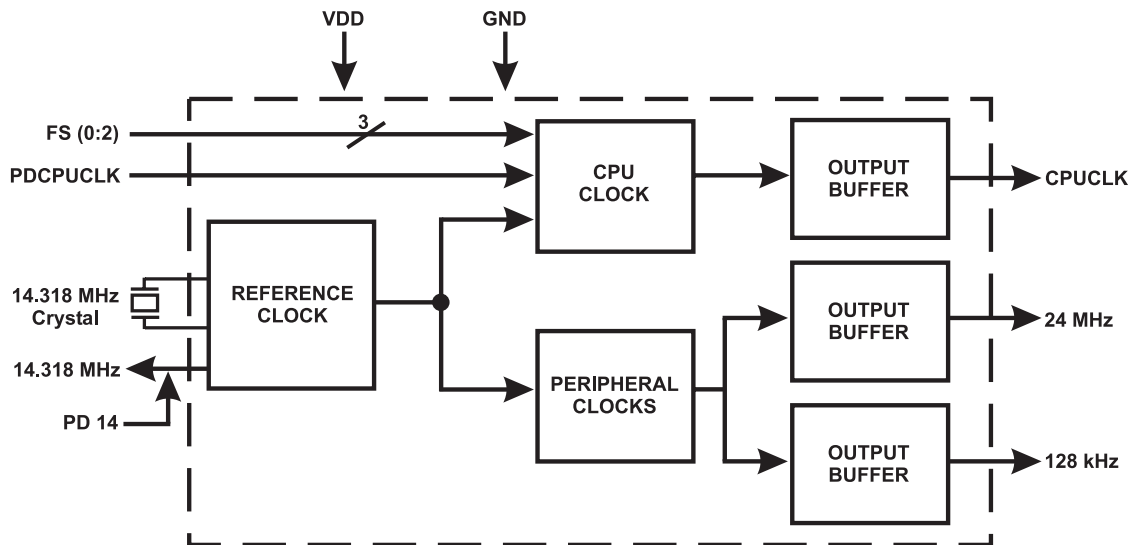 VDD
GND
FS (0:2)
3
PDCPUCLK
CPU
CLOCK
OUTPUT
BUFFER
CPUCLK
14.318 MHz
Crystal
REFERENCE
CLOCK
OUTPUT
BUFFER
24 MHz
14.318 MHz
PD 14
PERIPHERAL
CLOCKS
OUTPUT
BUFFER
128 kHz